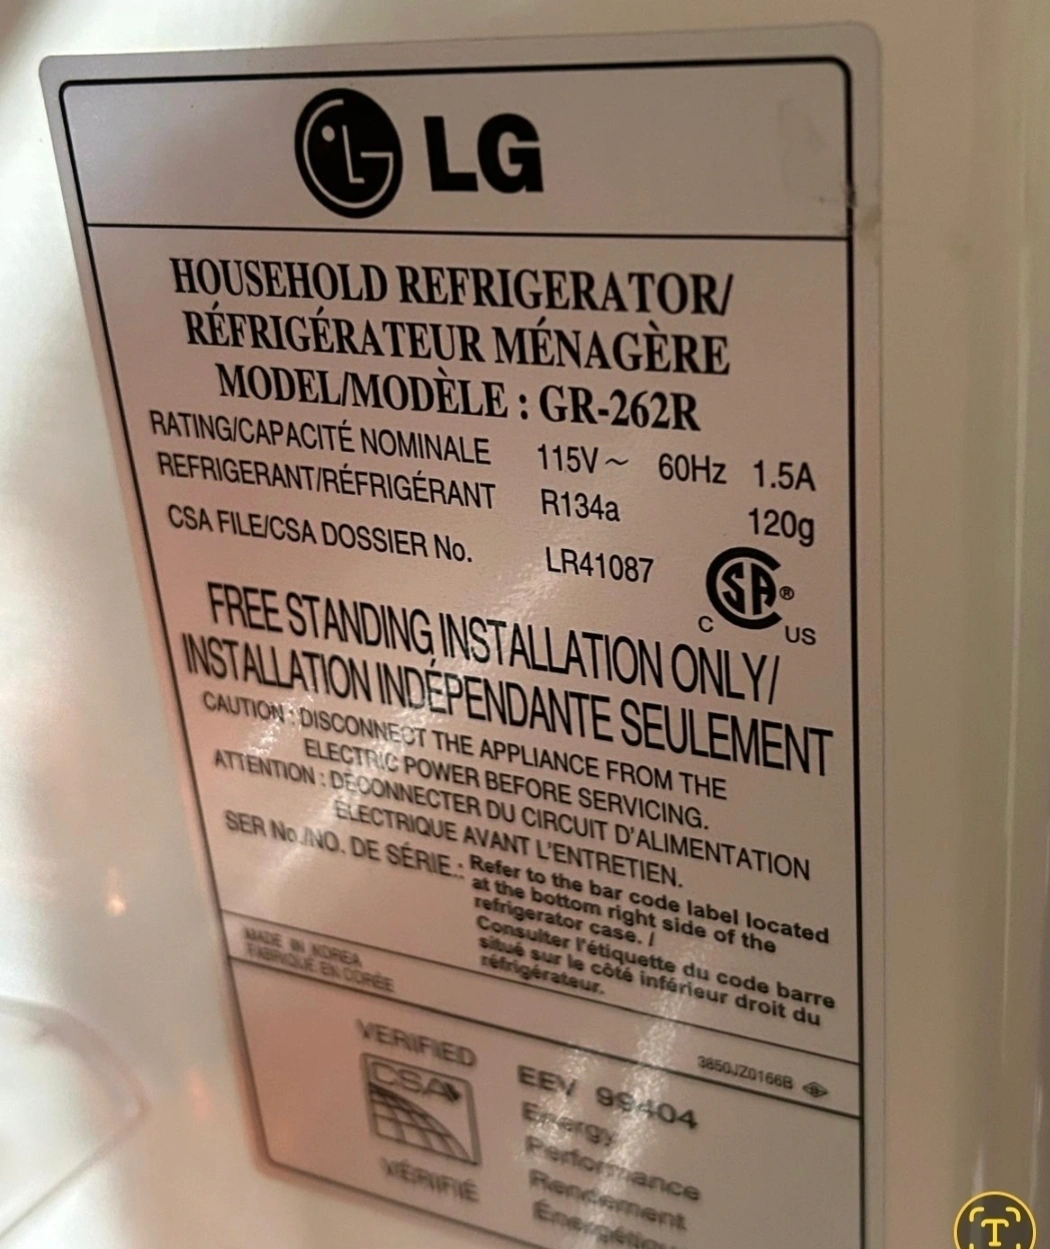 LG
HOUSEHOLD REFRIGERATOR/
RÉFRIGÉRATEUR MÉNAGÈRE
MODEL/MODÈLE : GR-262R
RATING/CAPACITÉ NOMINALE 115V~ 60Hz 1.5A
REFRIGERANT/RÉFRIGÉRANT R134a 120g
CSA FILE/CSA DOSSIER No. LR41087
C SA ® US
FREE STANDING INSTALLATION ONLY/
INSTALLATION INDÉPENDANTE SEULEMENT
CAUTION : DISCONNECT THE APPLIANCE FROM THE
ELECTRIC POWER BEFORE SERVICING.
ATTENTION : DÉCONNECTER DU CIRCUIT D'ALIMENTATION
ÉLECTRIQUE AVANT L'ENTRETIEN.
SER No./NO. DE SÉRIE.: Refer to the bar code label located
at the bottom right side of the
refrigerator case. /
Consulter l'étiquette du code barre
situé sur le côté inférieur droit du
réfrigérateur.
MADE IN KOREA
FABRIQUE EN CORÉE
3850JZ0166B
VERIFIED
CSA
VÉRIFIÉ
EEV 99404
Energy
Performance
Rendement
Énergétique